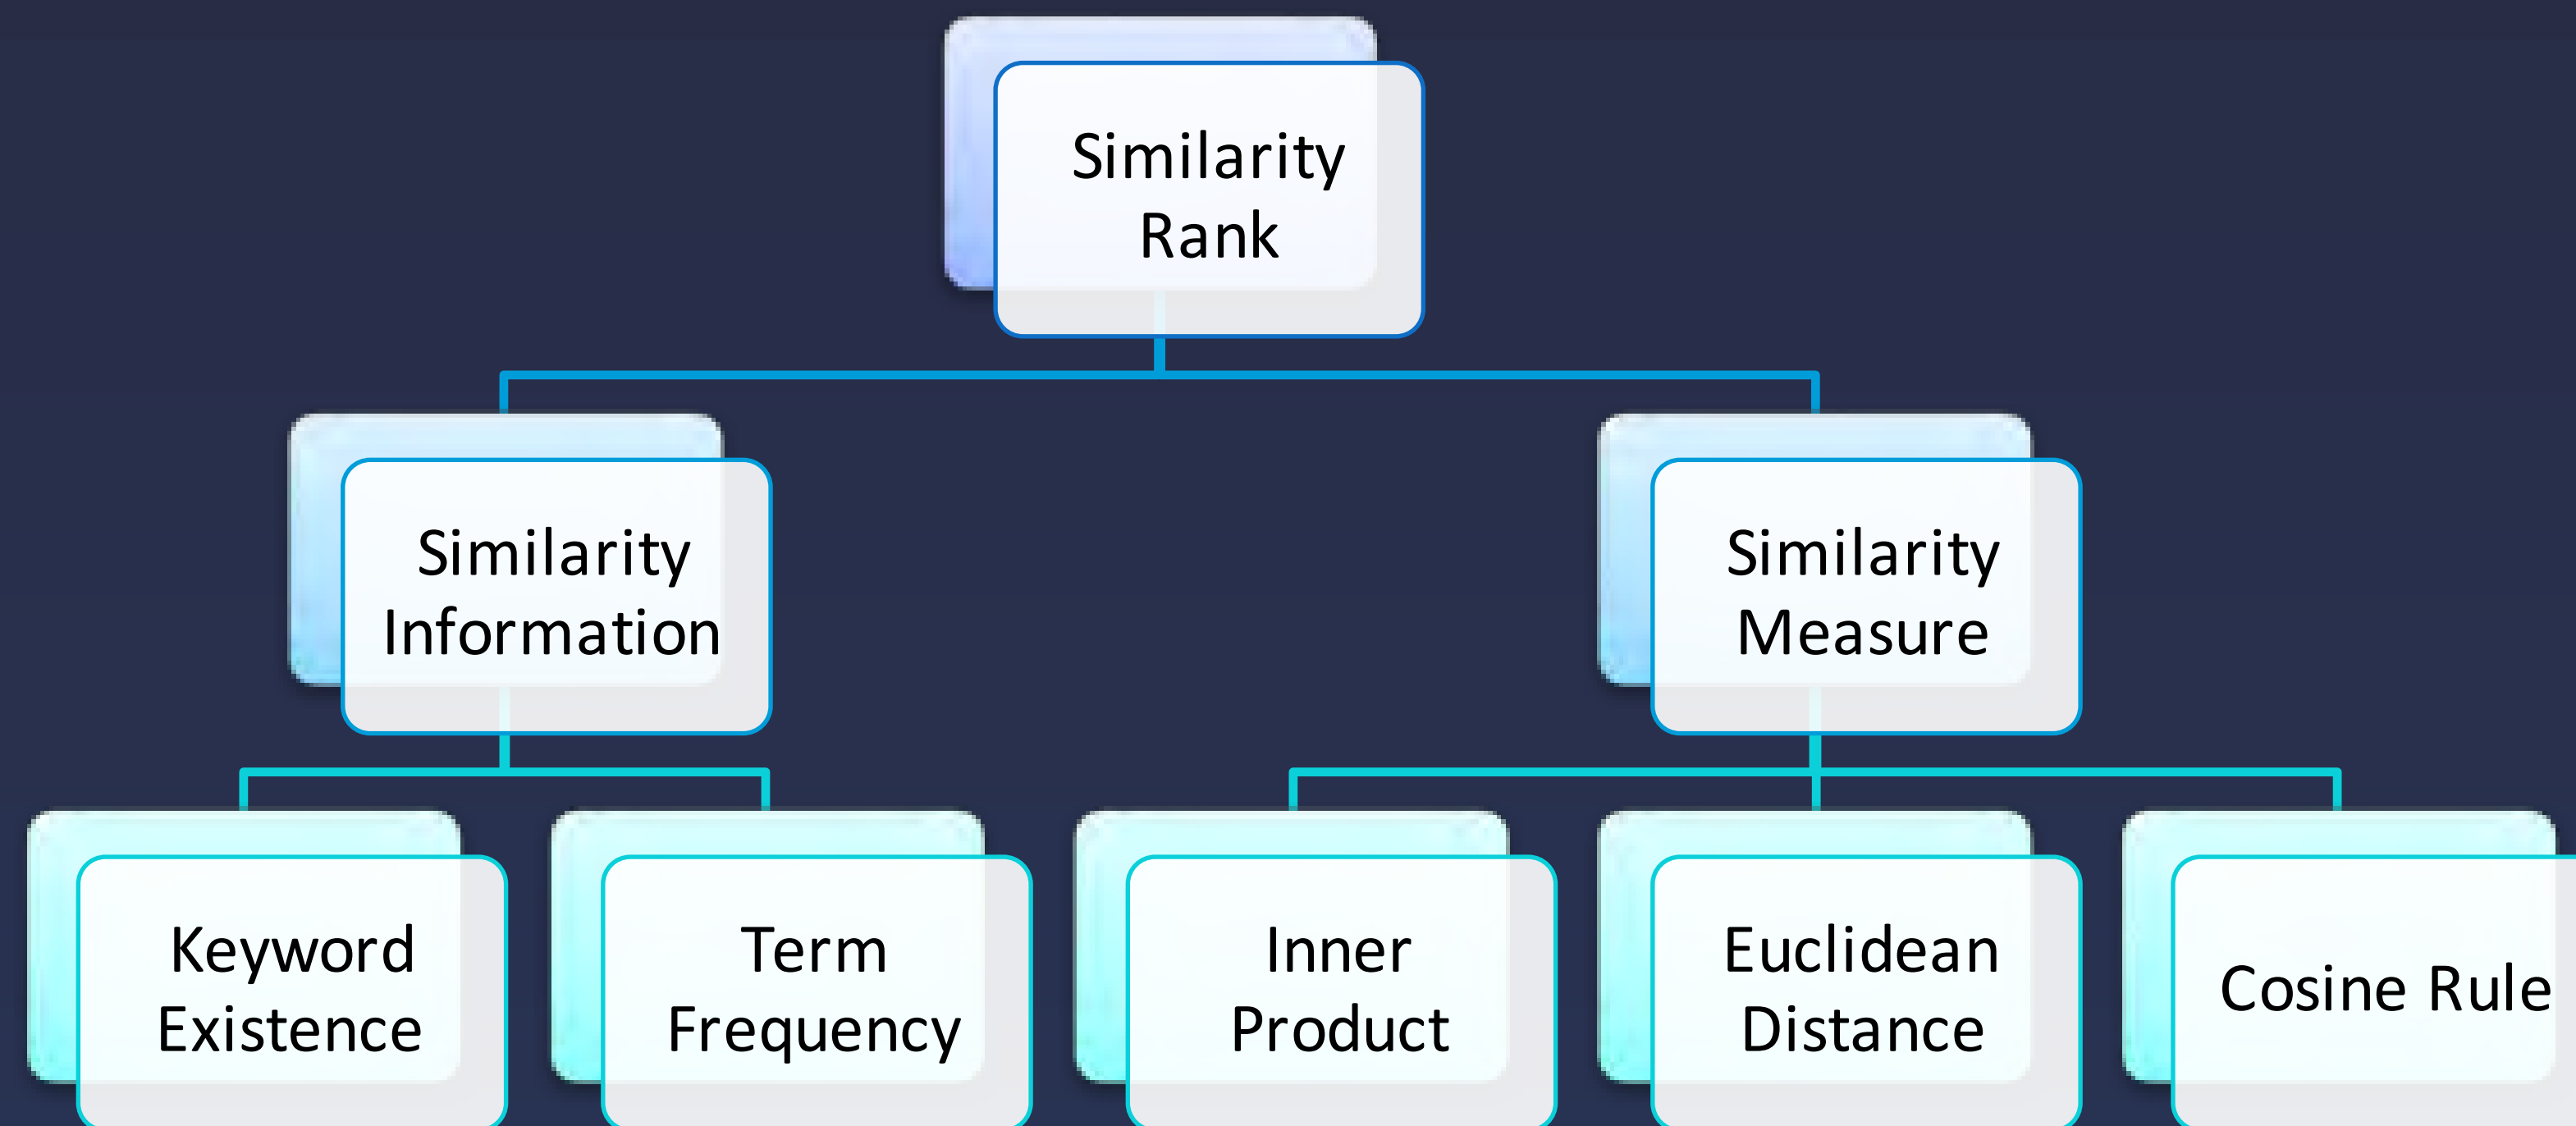 Similarity
Rank
Similarity
Information
Similarity
Measure
Keyword
Existence
Term
Frequency
Inner
Product
Euclidean
Distance
Cosine Rule